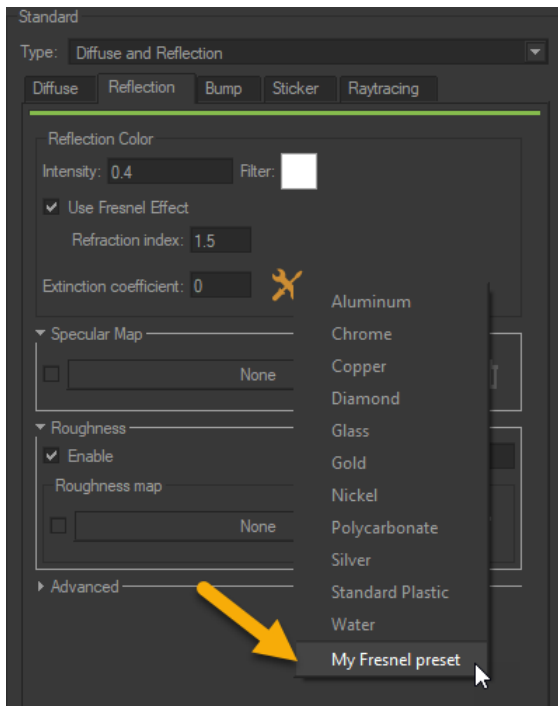 Standard
Type: Diffuse and Reflection
Diffuse Reflection Bump Sticker Raytracing
Reflection Color
Intensity: 0.4 Filter:
Use Fresnel Effect
Refraction index: 1.5
Extinction coefficient: 0
Aluminum
Chrome
Copper
Diamond
Glass
Gold
Nickel
Polycarbonate
Silver
Standard Plastic
Water
My Fresnel preset
Specular Map
None
Roughness
Enable
Roughness map
None
Advanced